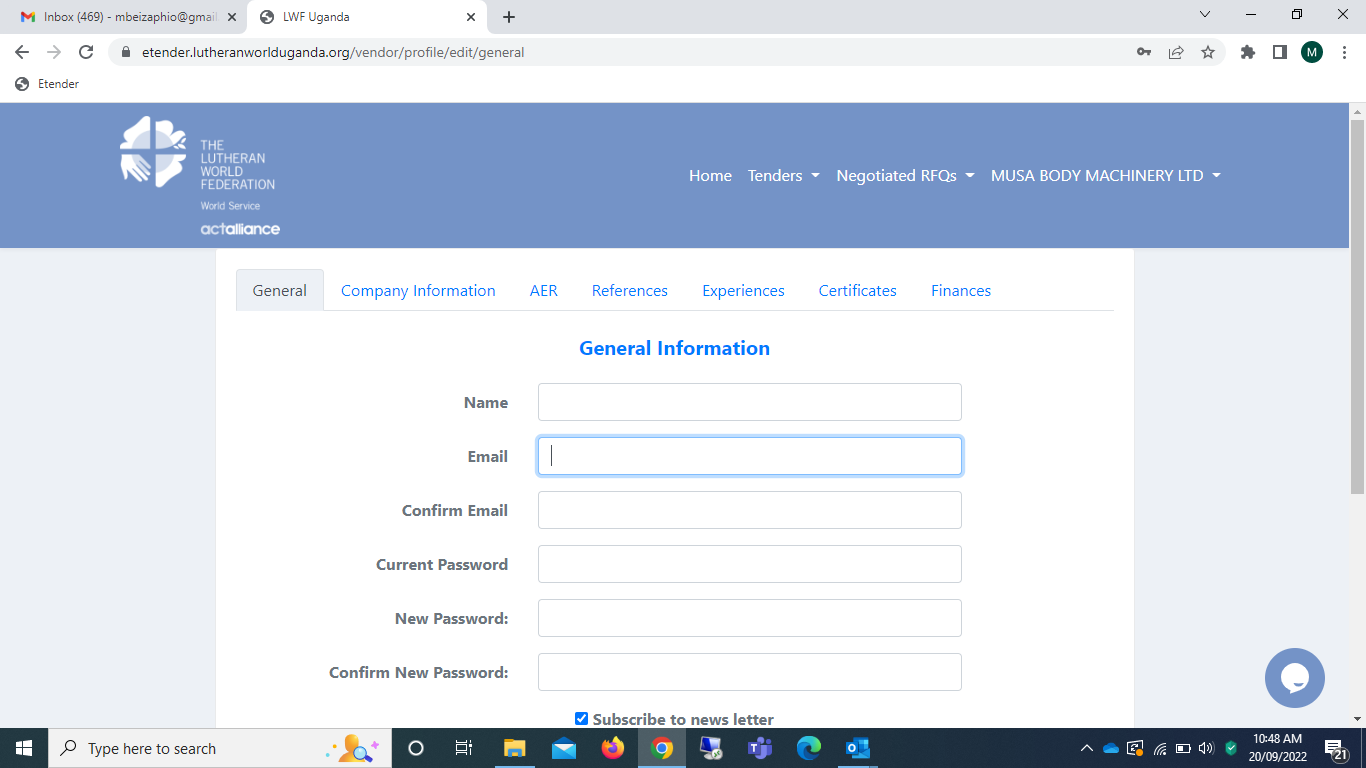 Inbox (469) - mbeizaphio@gmail
LWF Uganda
etender.lutheranworlduganda.org/vendor/profile/edit/general
M
Etender
THE
LUTHERAN
WORLD
FEDERATION
World Service
actalliance
Home Tenders Negotiated RFQs MUSA BODY MACHINERY LTD
General Company Information AER References Experiences Certificates Finances
General Information
Name
Email
Confirm Email
Current Password
New Password:
Confirm New Password:
Subscribe to news letter
Type here to search
10:48 AM
20/09/2022
21